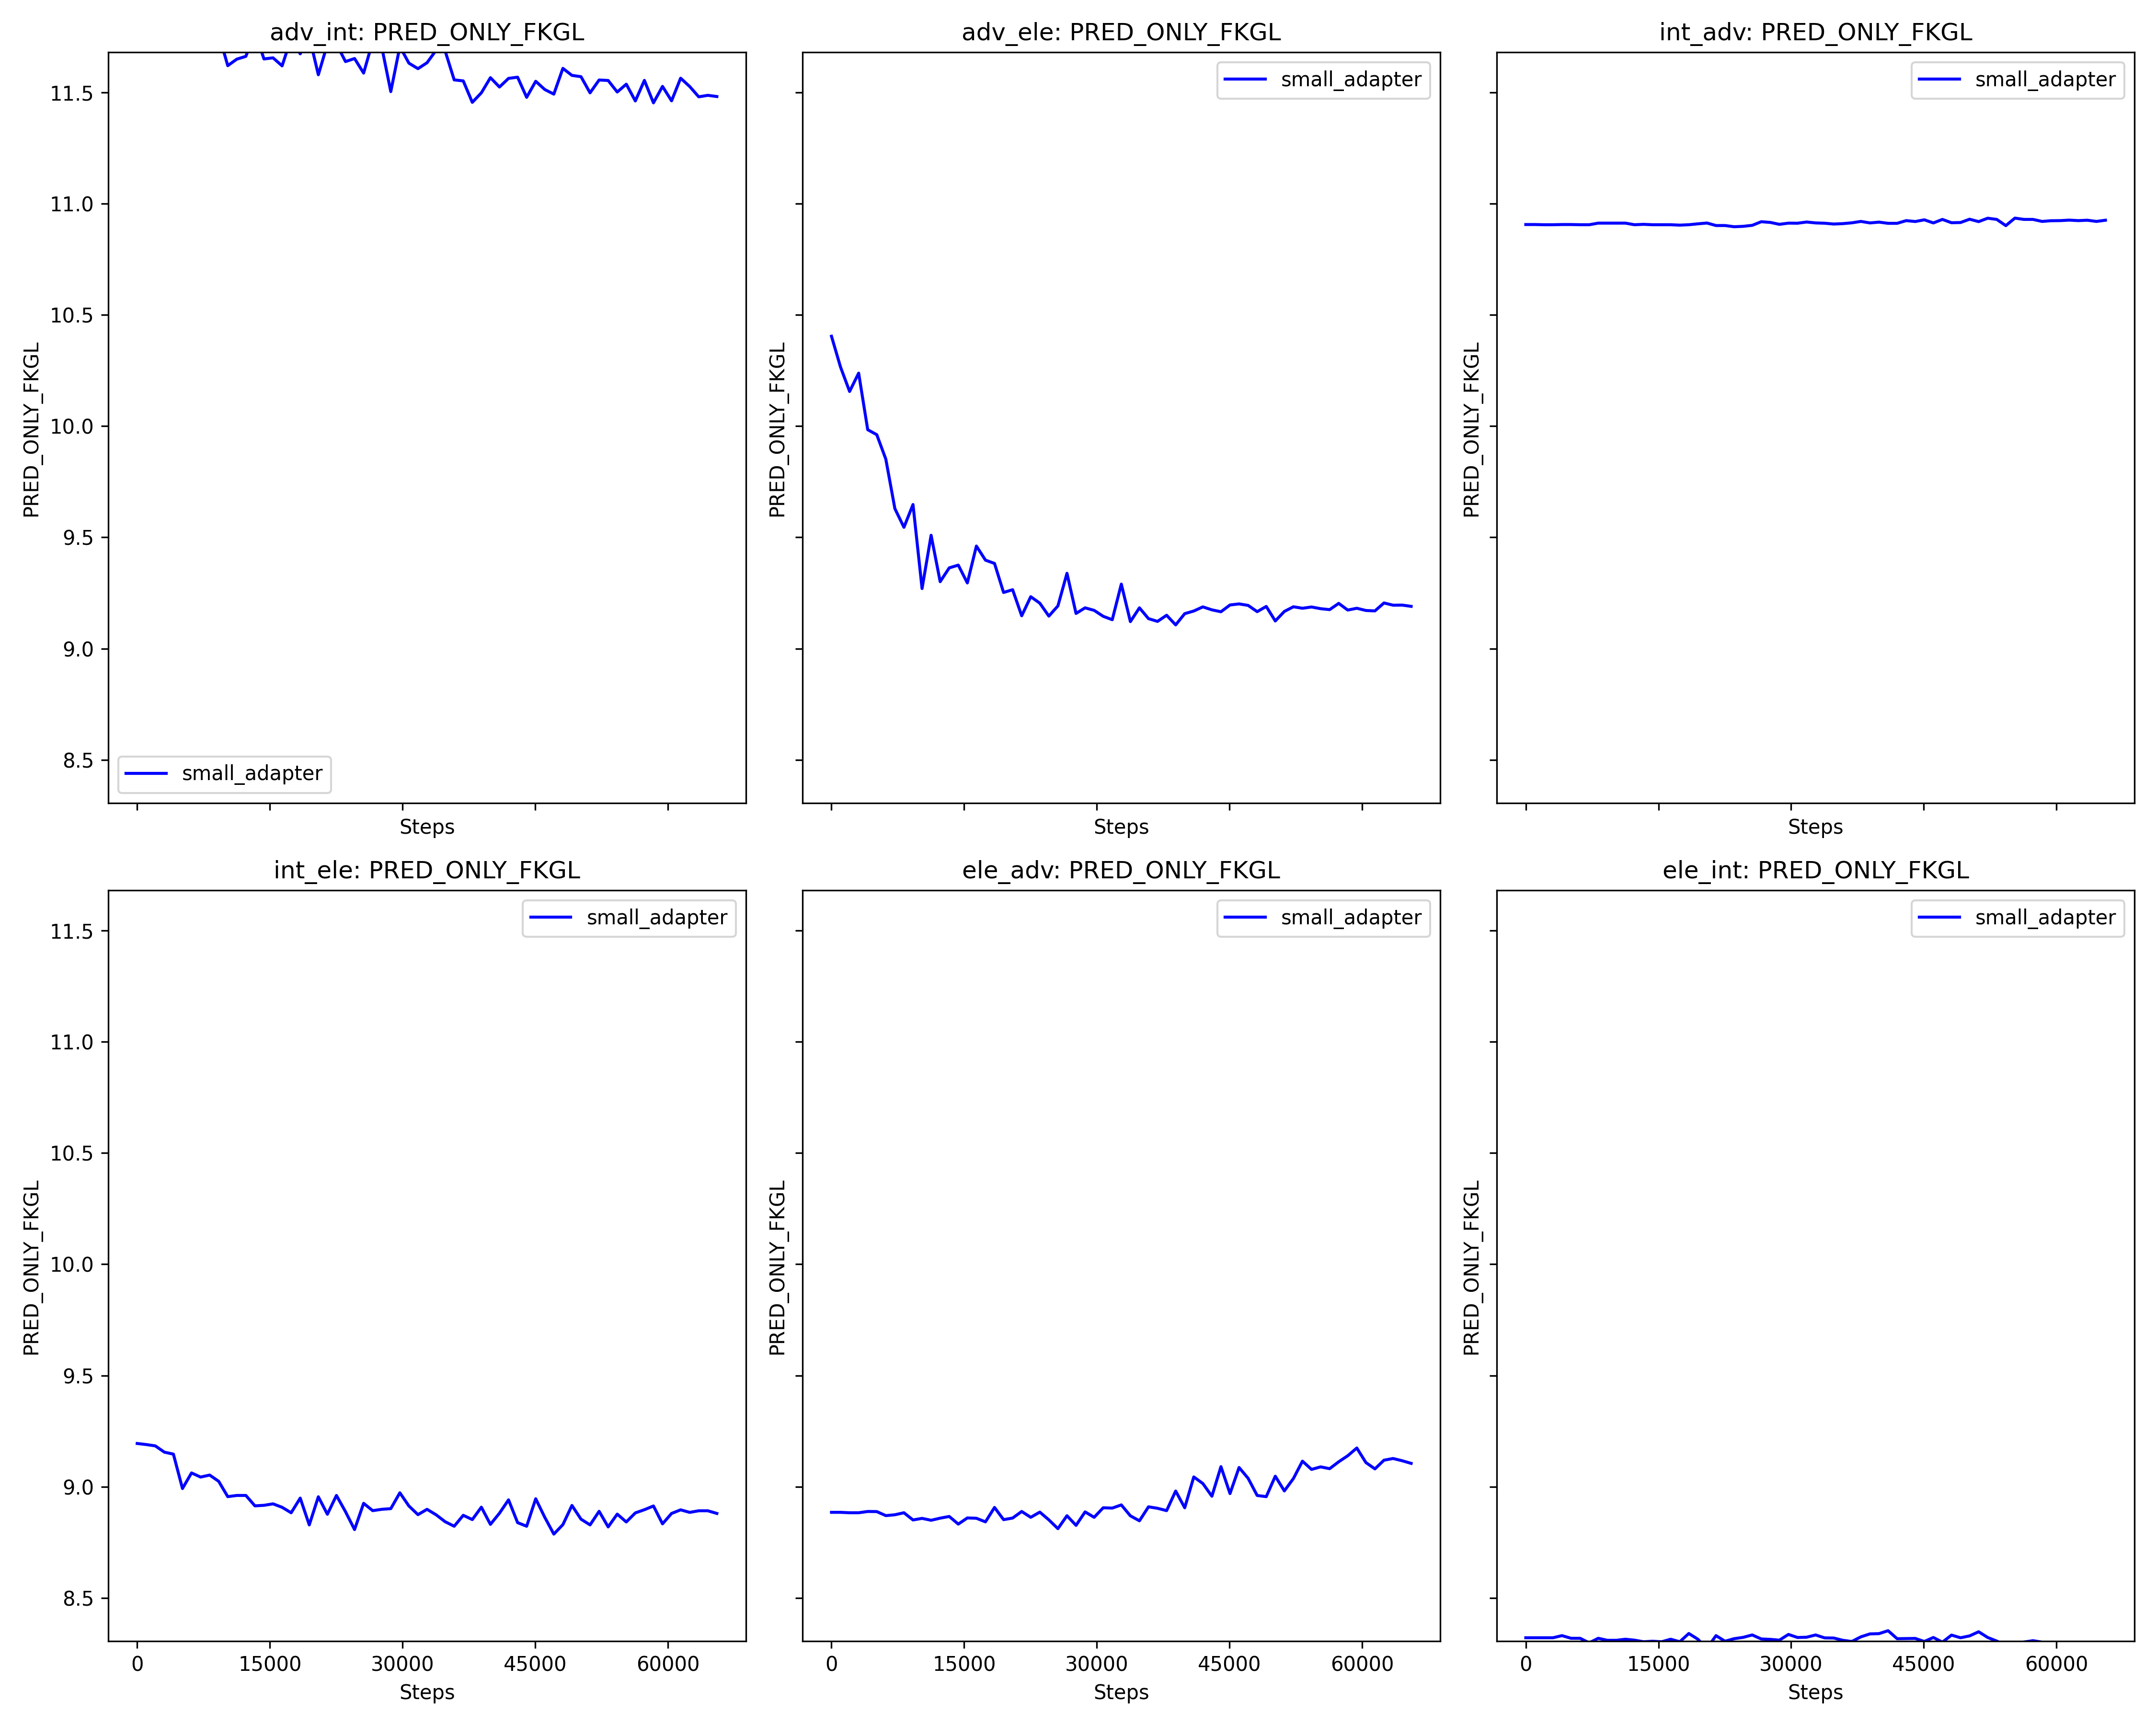 adv_int: PRED_ONLY_FKGL
PRED_ONLY_FKGL
11.5
11.0
10.5
10.0
9.5
9.0
8.5
small_adapter
Steps
adv_ele: PRED_ONLY_FKGL
PRED_ONLY_FKGL
small_adapter
Steps
int_adv: PRED_ONLY_FKGL
PRED_ONLY_FKGL
small_adapter
Steps
int_ele: PRED_ONLY_FKGL
PRED_ONLY_FKGL
11.5
11.0
10.5
10.0
9.5
9.0
8.5
small_adapter
0 15000 30000 45000 60000
Steps
ele_adv: PRED_ONLY_FKGL
PRED_ONLY_FKGL
small_adapter
0 15000 30000 45000 60000
Steps
ele_int: PRED_ONLY_FKGL
PRED_ONLY_FKGL
small_adapter
0 15000 30000 45000 60000
Steps